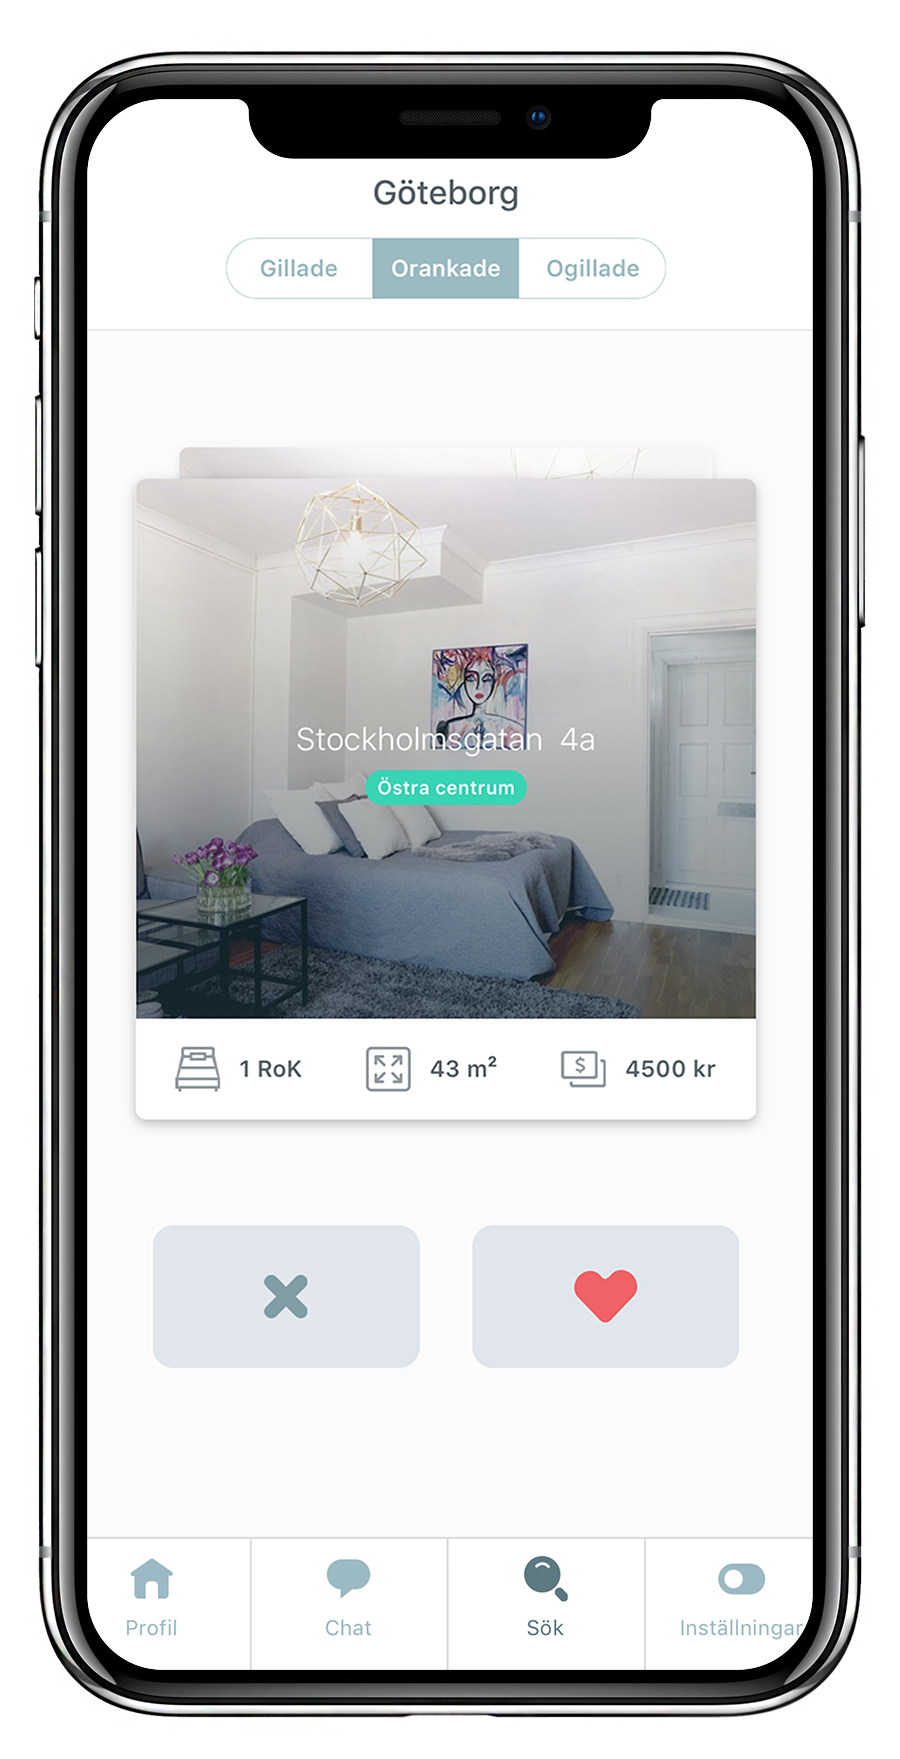 Göteborg
Gillade Orankade Ogillade
Stockholmsgatan 4a
Östra centrum
1 RoK 43 m² $ 4500 kr
Profil Chat Sök Inställningar